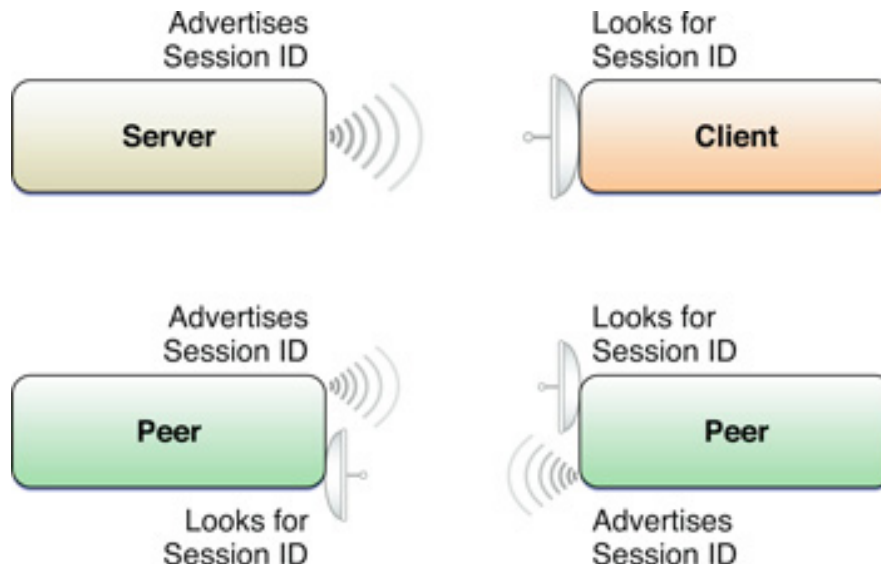 Advertises
Session ID
Server
Looks for
Session ID
Client
Advertises
Session ID
Peer
Looks for
Session ID
Looks for
Session ID
Peer
Advertises
Session ID